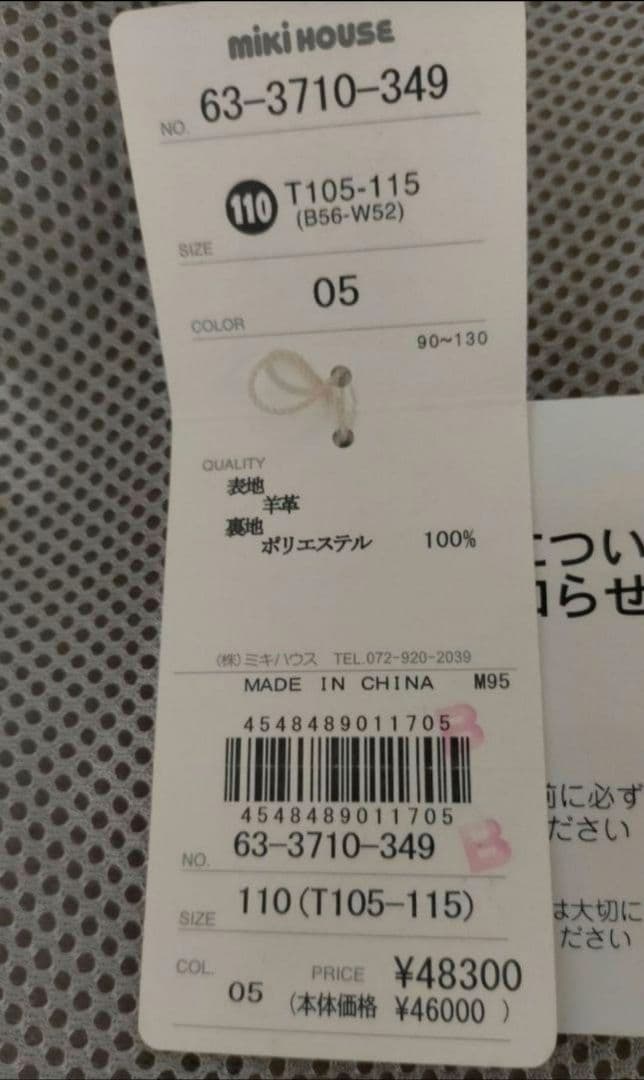 miki HOUSE
NO. 63-3710-349
110 T105-115
(B56-W52)
SIZE
05
COLOR
90~130
QUALITY
表地
羊革
裏地
ポリエステル 100%
(株)ミキハウス TEL.072-920-2039
MADE IN CHINA M95
4548489011705
B
4548489011705
NO. 63-3710-349
B
SIZE 110(T105-115)
COL. 05
PRICE ¥48300
(本体価格 ¥46000 )
つい
らせ
前に必ず
ださい
は大切に
ださい